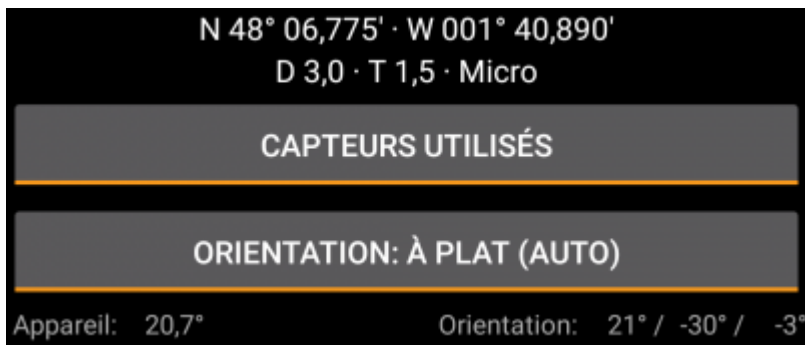 N 48° 06,775' · W 001° 40,890'
D 3,0 · T 1,5 · Micro
CAPTEURS UTILISÉS
ORIENTATION: À PLAT (AUTO)
Appareil: 20,7° Orientation: 21° / -30° / -3°